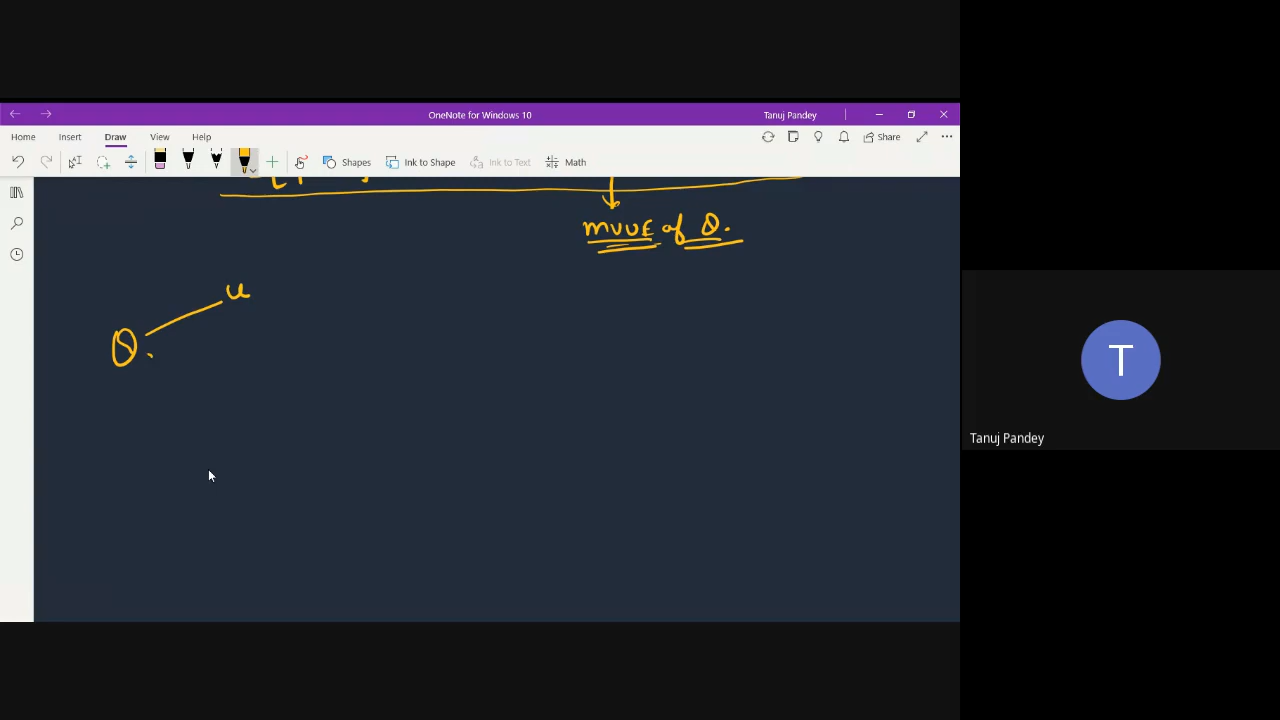 OneNote for Windows 10
Tanuj Pandey
Home Insert Draw View Help
Share
Shapes Ink to Shape Ink to Text Math
MVUE of θ.
u
θ.
T
Tanuj Pandey